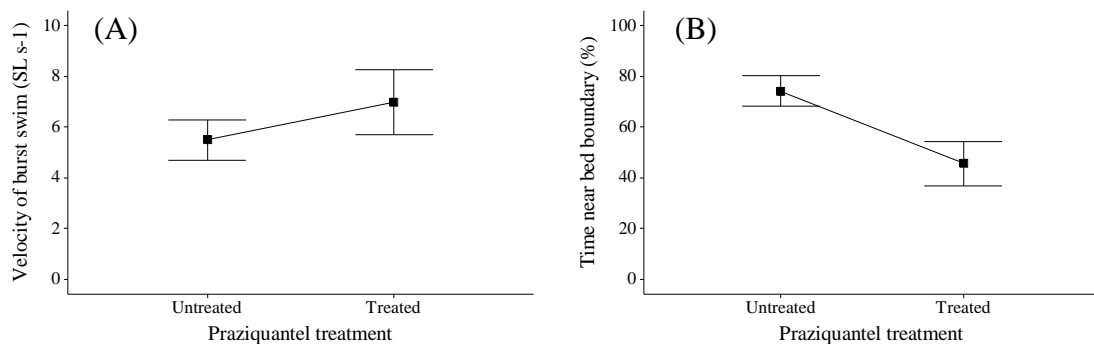 (A)
Velocity of burst swim (SL s-1)
10
8
6
4
2
0
Untreated Treated
Praziquantel treatment
(B)
Time near bed boundary (%)
100
80
60
40
20
0
Untreated Treated
Praziquantel treatment